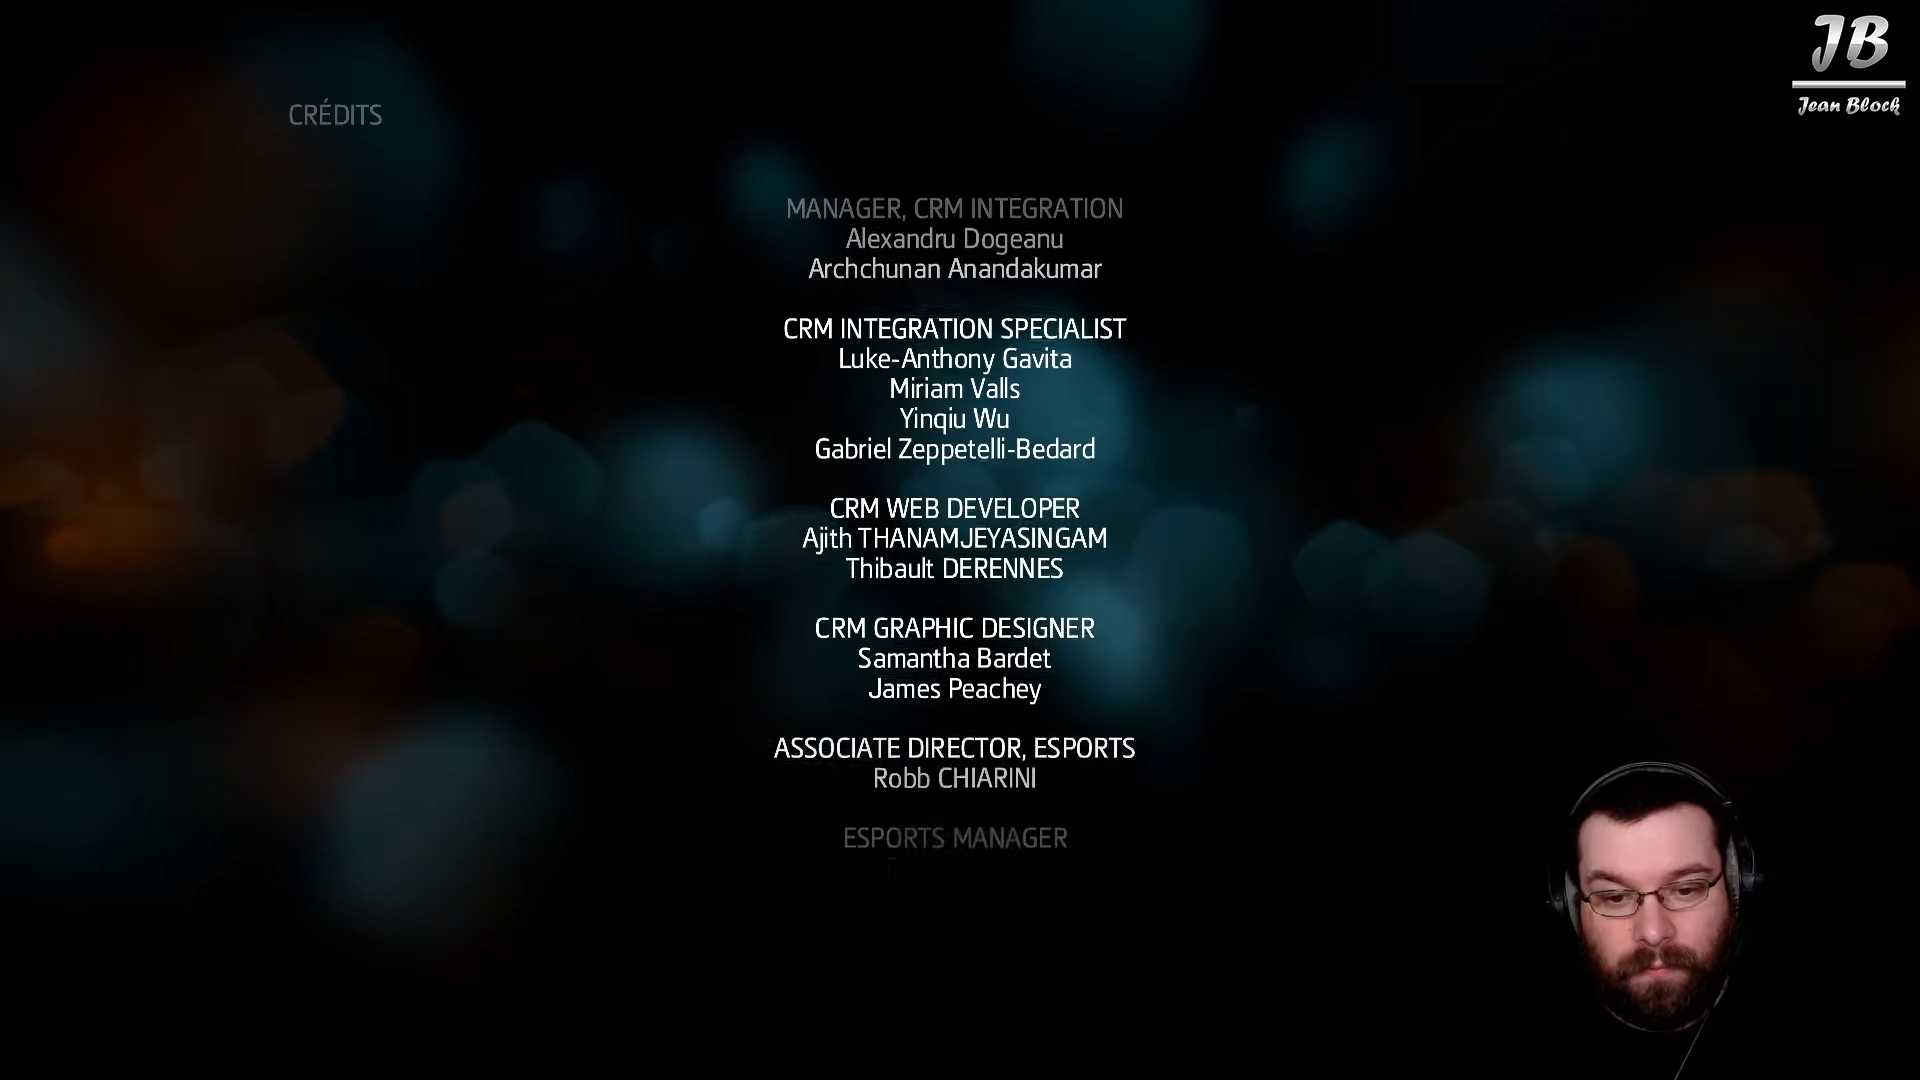 JB
Jean Block
CRÉDITS
MANAGER, CRM INTEGRATION
Alexandru Dogeanu
Archchunan Anandakumar
CRM INTEGRATION SPECIALIST
Luke-Anthony Gavita
Miriam Valls
Yinqiu Wu
Gabriel Zeppetelli-Bedard
CRM WEB DEVELOPER
Ajith THANAMJEYASINGAM
Thibault DERENNES
CRM GRAPHIC DESIGNER
Samantha Bardet
James Peachey
ASSOCIATE DIRECTOR, ESPORTS
Robb CHIARINI
ESPORTS MANAGER